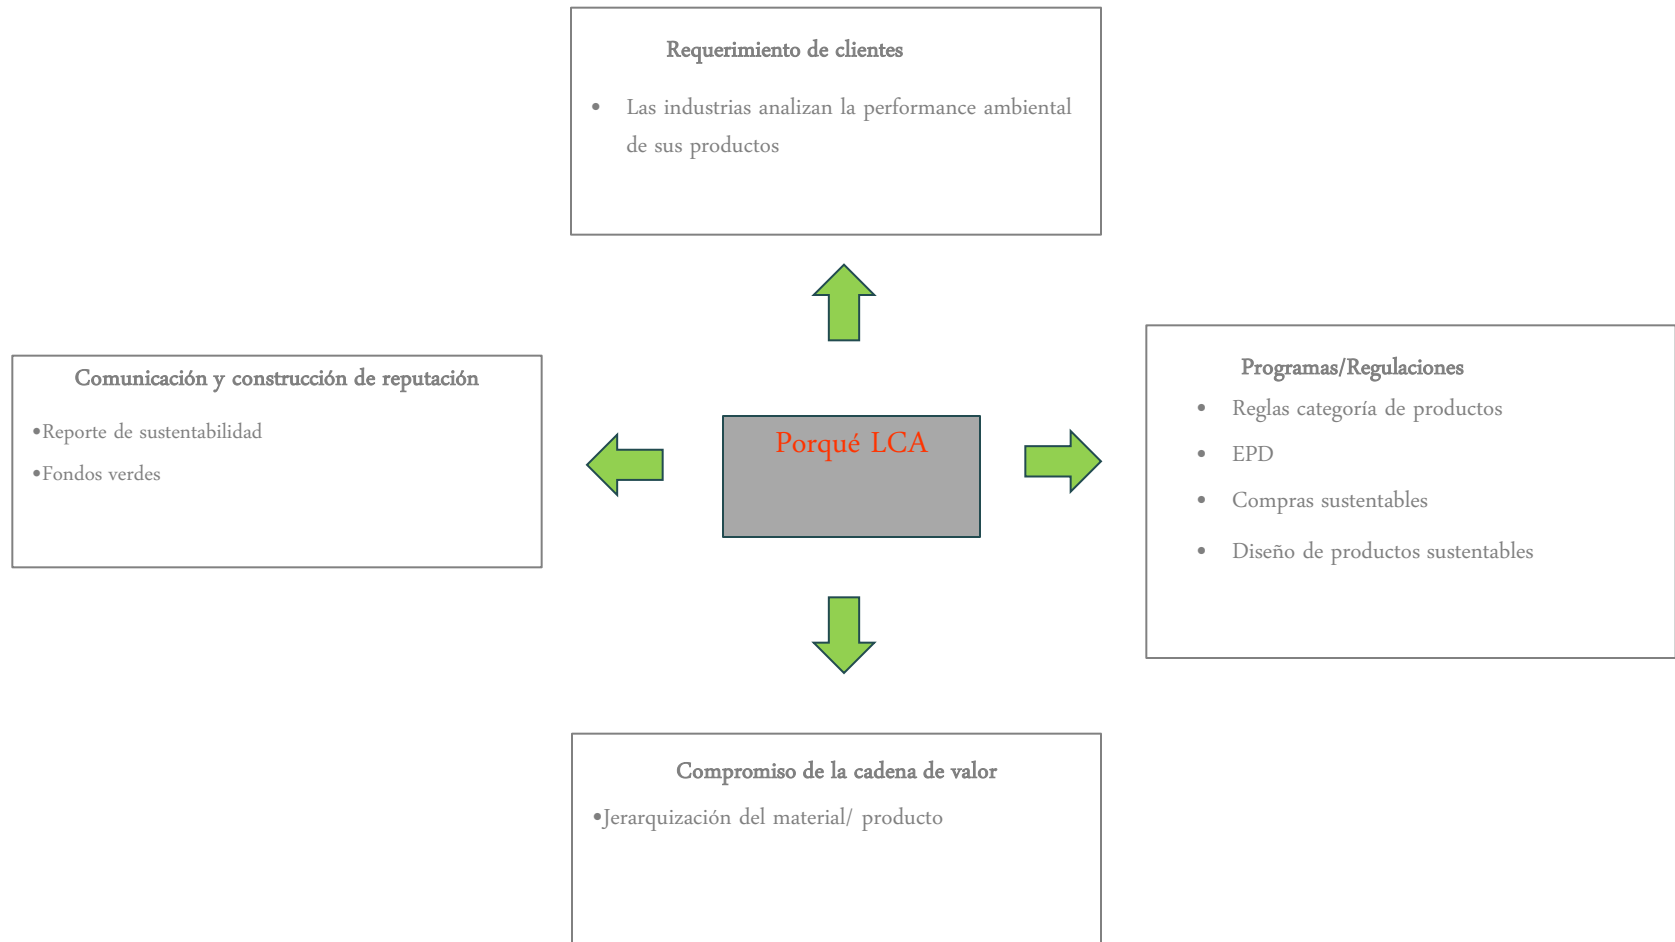 Requerimiento de clientes
• Las industrias analizan la performance ambiental
de sus productos
Comunicación y construcción de reputación
•Reporte de sustentabilidad
•Fondos verdes
Porqué LCA
Programas/Regulaciones
• Reglas categoría de productos
• EPD
• Compras sustentables
• Diseño de productos sustentables
Compromiso de la cadena de valor
•Jerarquización del material/ producto